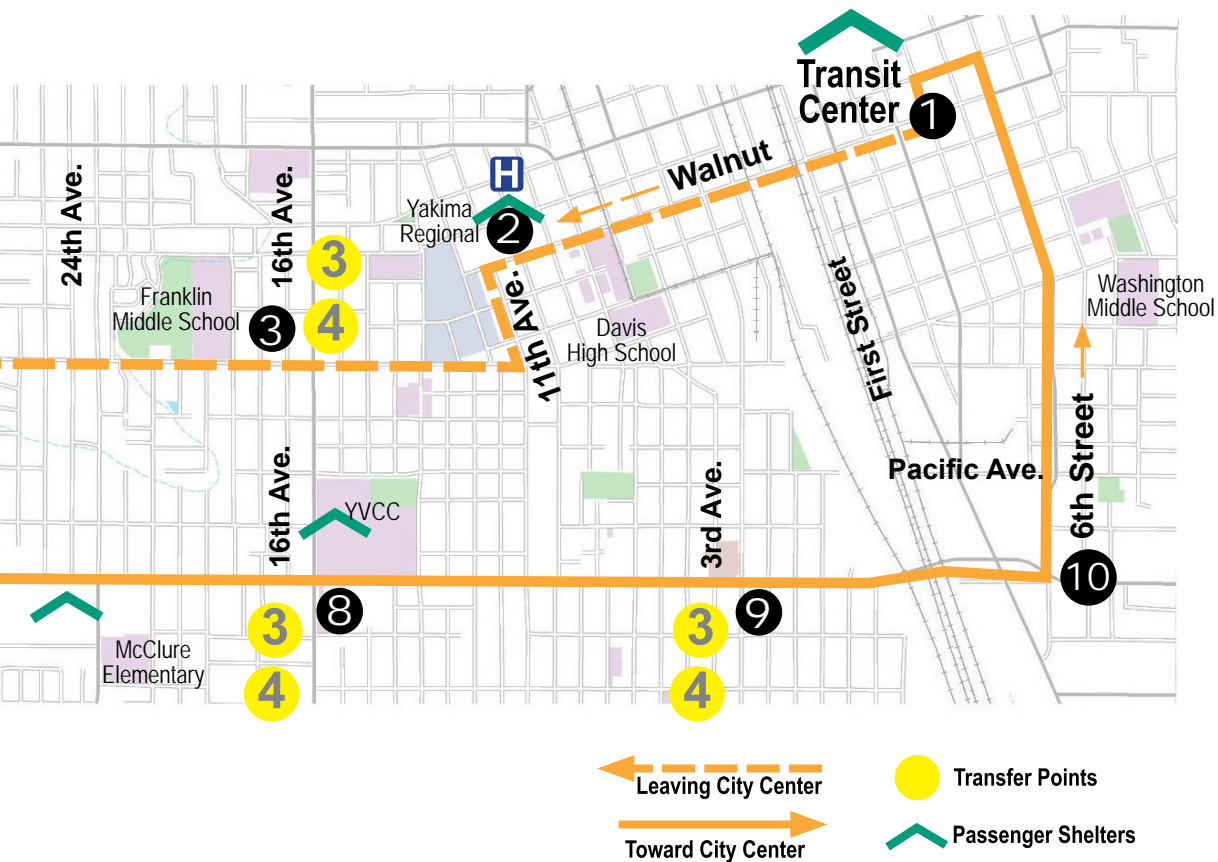 Transit
Center
1
Walnut
H
Yakima
Regional
2
24th Ave.
16th Ave.
3
4
Franklin
Middle School
3
11th Ave.
Davis
High School
First Street
Washington
Middle School
16th Ave.
YVCC
3rd Ave.
Pacific Ave.
6th Street
10
8
9
3
4
3
4
McClure
Elementary
Leaving City Center
Transfer Points
Toward City Center
Passenger Shelters